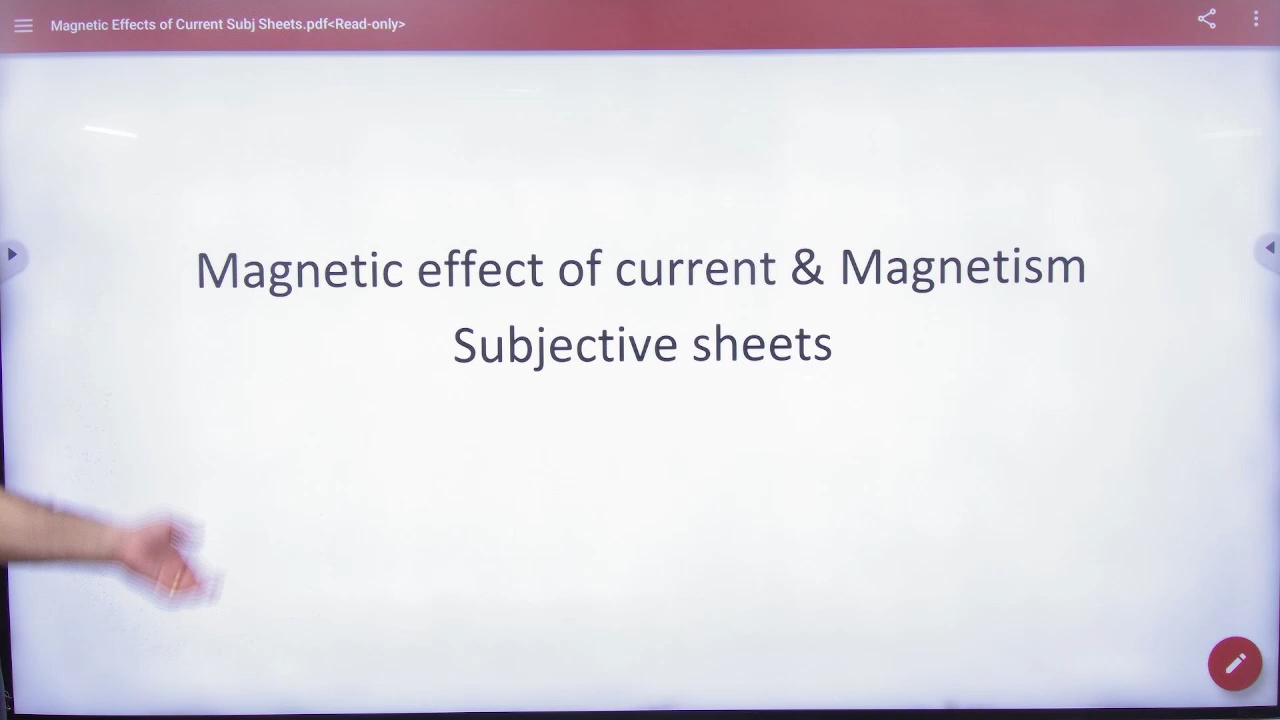 Magnetic Effects of Current Subj Sheets.pdf<Read-only>
Magnetic effect of current & Magnetism
Subjective sheets